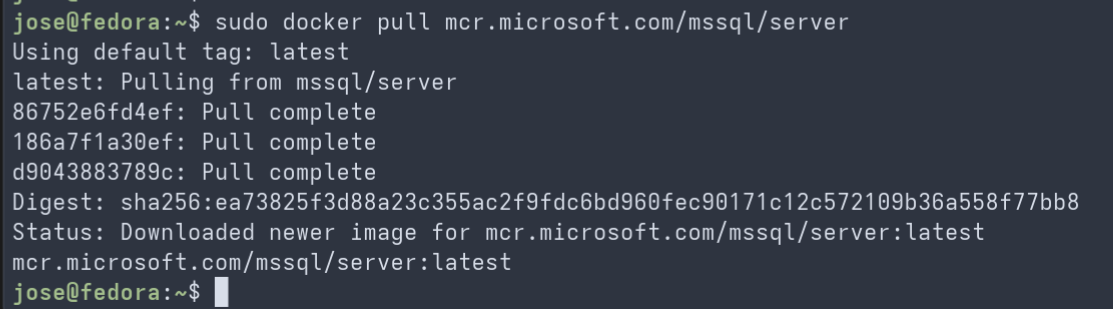 jose@fedora:~$ sudo docker pull mcr.microsoft.com/mssql/server
Using default tag: latest
latest: Pulling from mssql/server
86752e6fd4ef: Pull complete
186a7f1a30ef: Pull complete
d9043883789c: Pull complete
Digest: sha256:ea73825f3d88a23c355ac2f9fdc6bd960fec90171c12c572109b36a558f77bb8
Status: Downloaded newer image for mcr.microsoft.com/mssql/server:latest
mcr.microsoft.com/mssql/server:latest
jose@fedora:~$